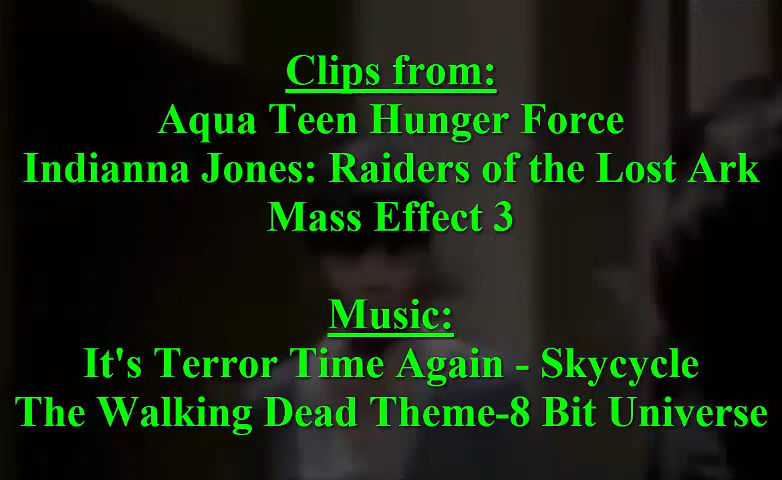 Clips from:
Aqua Teen Hunger Force
Indianna Jones: Raiders of the Lost Ark
Mass Effect 3
Music:
It's Terror Time Again - Skycycle
The Walking Dead Theme-8 Bit Universe